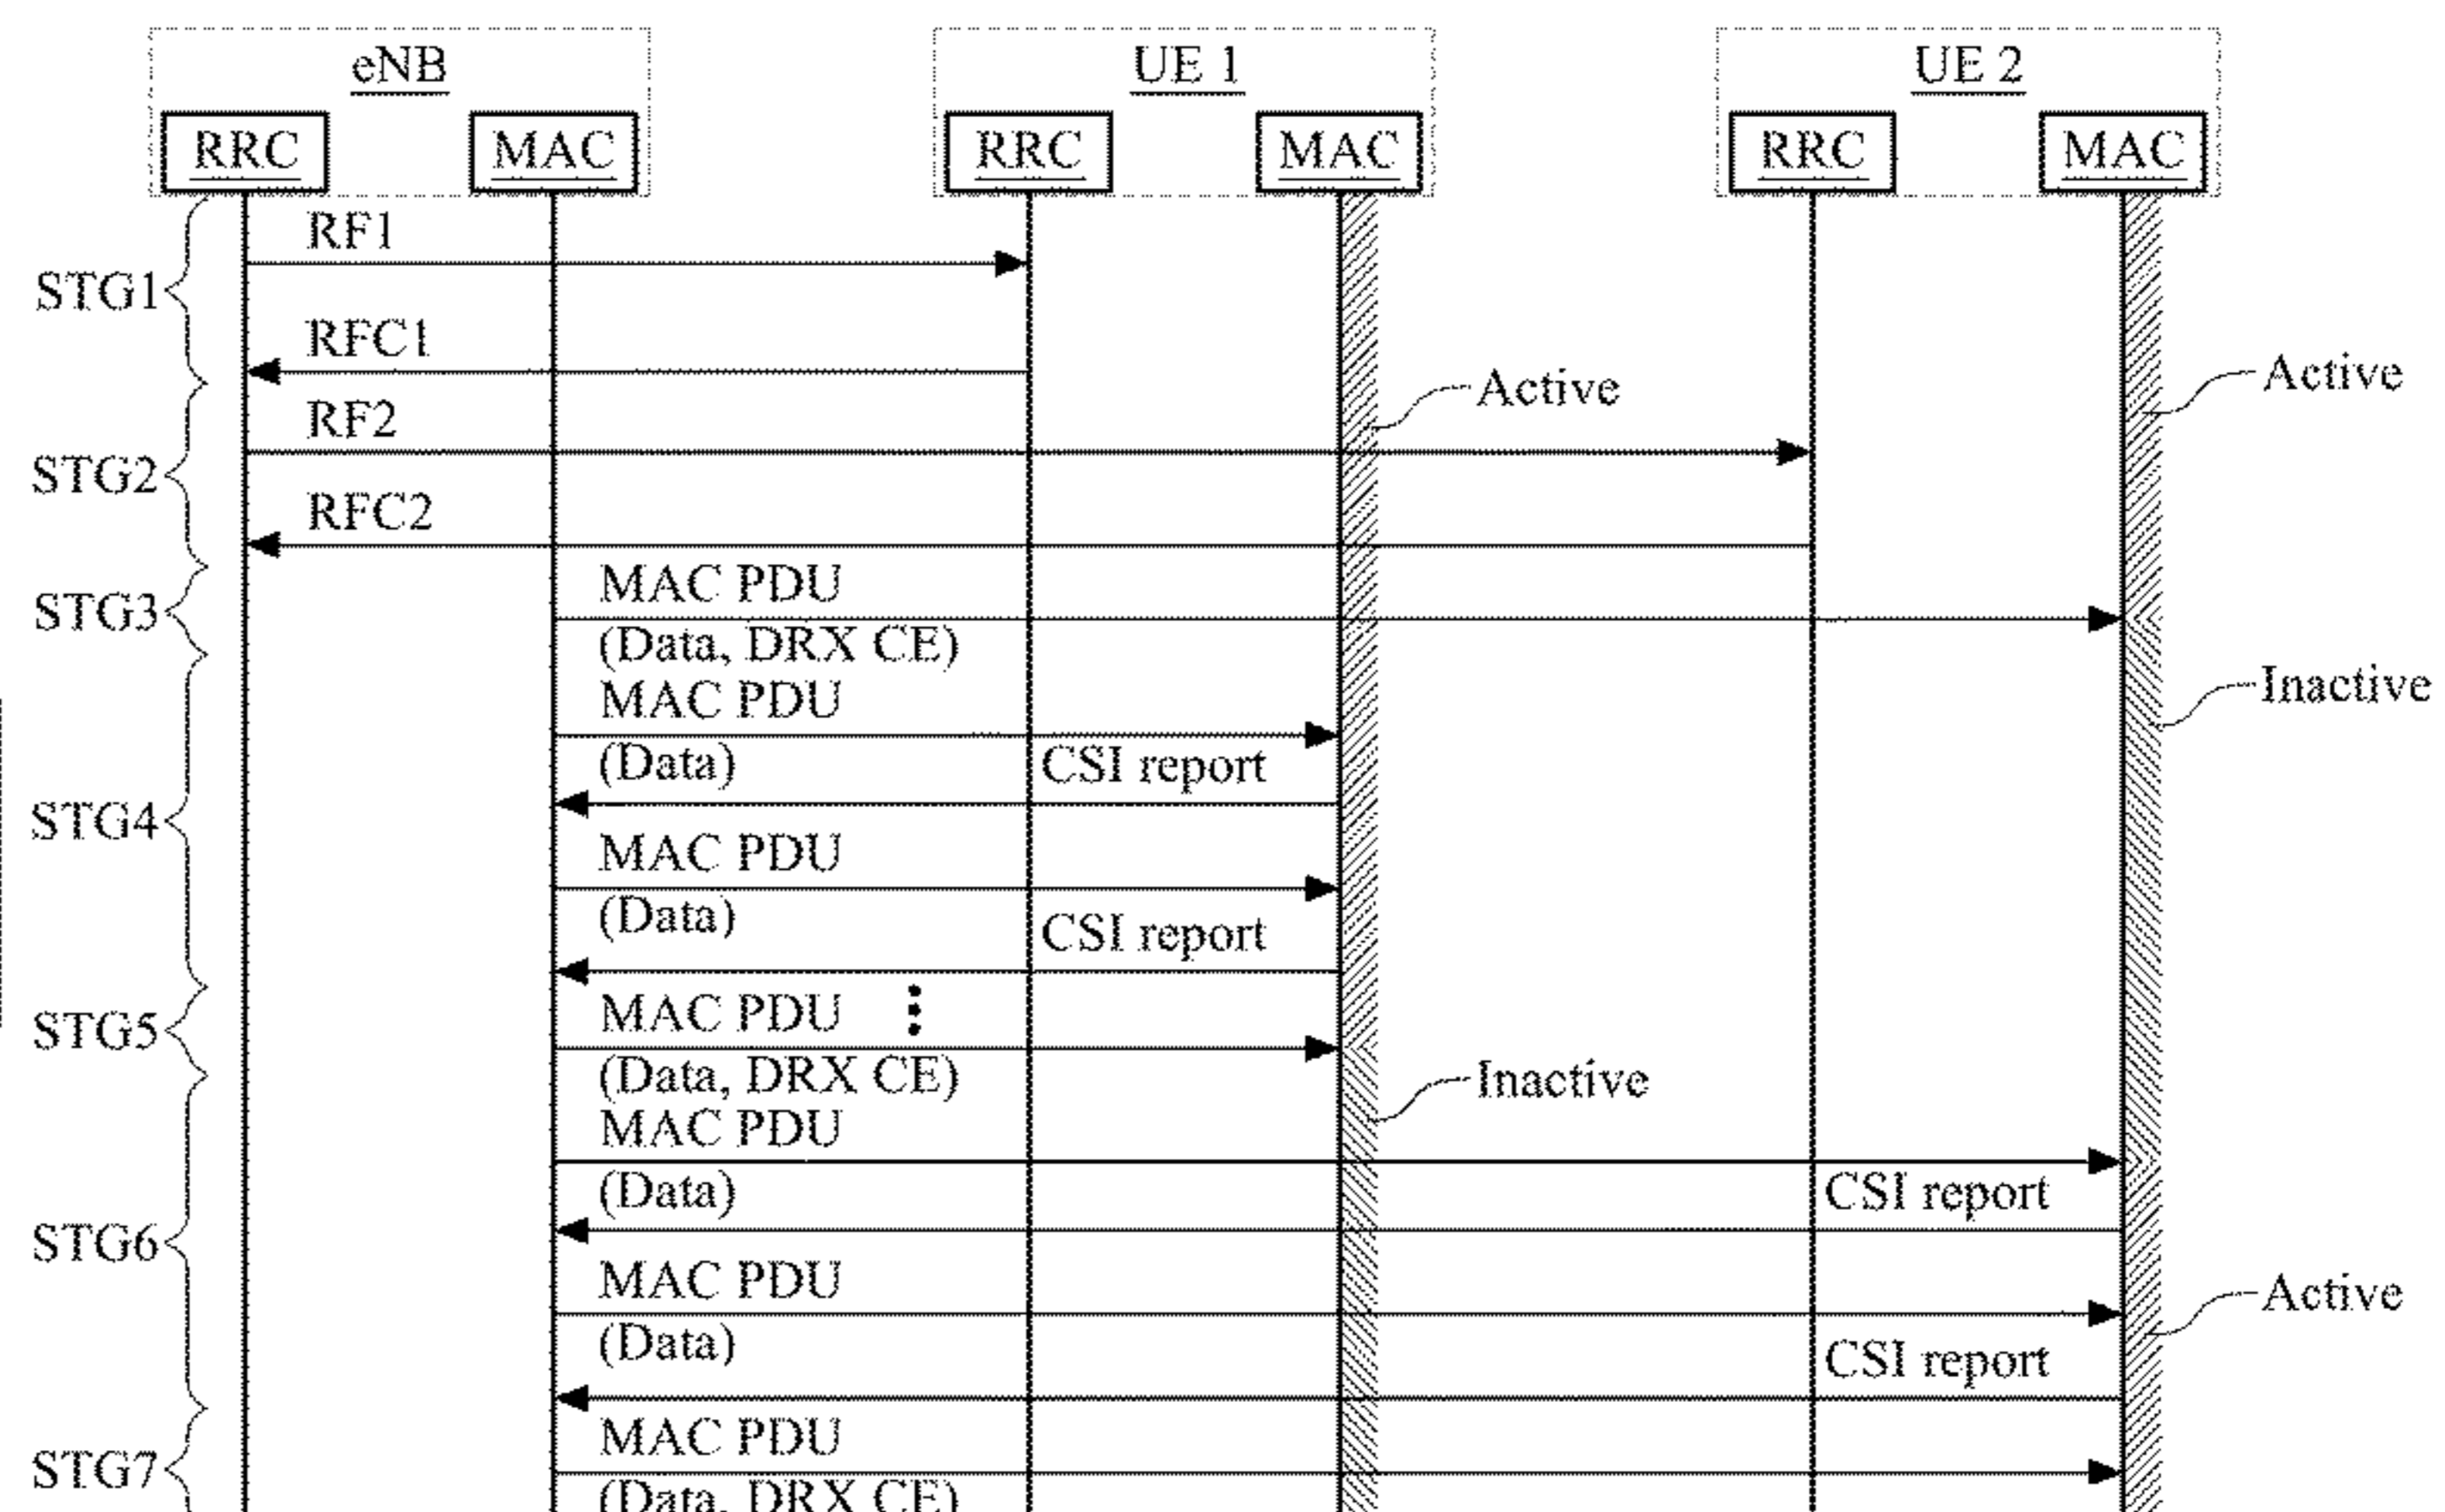 eNB
UE 1
UE 2
RRC
MAC
RRC
MAC
RRC
MAC
RF1
STG1
RFC1
Active
Active
RF2
STG2
RFC2
MAC PDU
STG3
(Data, DRX CE)
MAC PDU
Inactive
(Data)
CSI report
STG4
MAC PDU
(Data)
CSI report
MAC PDU
STG5
(Data, DRX CE)
Inactive
MAC PDU
(Data)
CSI report
STG6
MAC PDU
Active
(Data)
CSI report
MAC PDU
STG7
(Data, DRX CE)